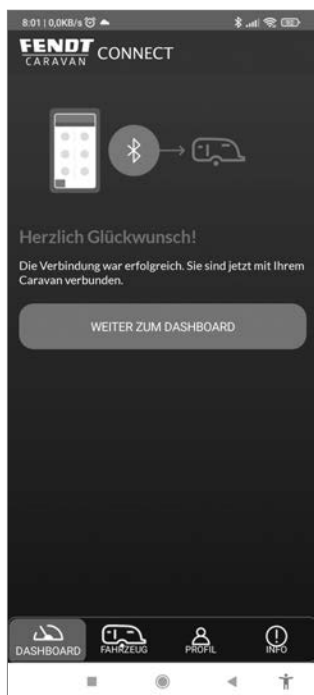 8:01 | 0,0KB/s
FENDT CONNECT
CARAVAN
Herzlich Glückwunsch!
Die Verbindung war erfolgreich. Sie sind jetzt mit Ihrem
Caravan verbunden.
WEITER ZUM DASHBOARD
DASHBOARD FAHRZEUG PROFIL INFO